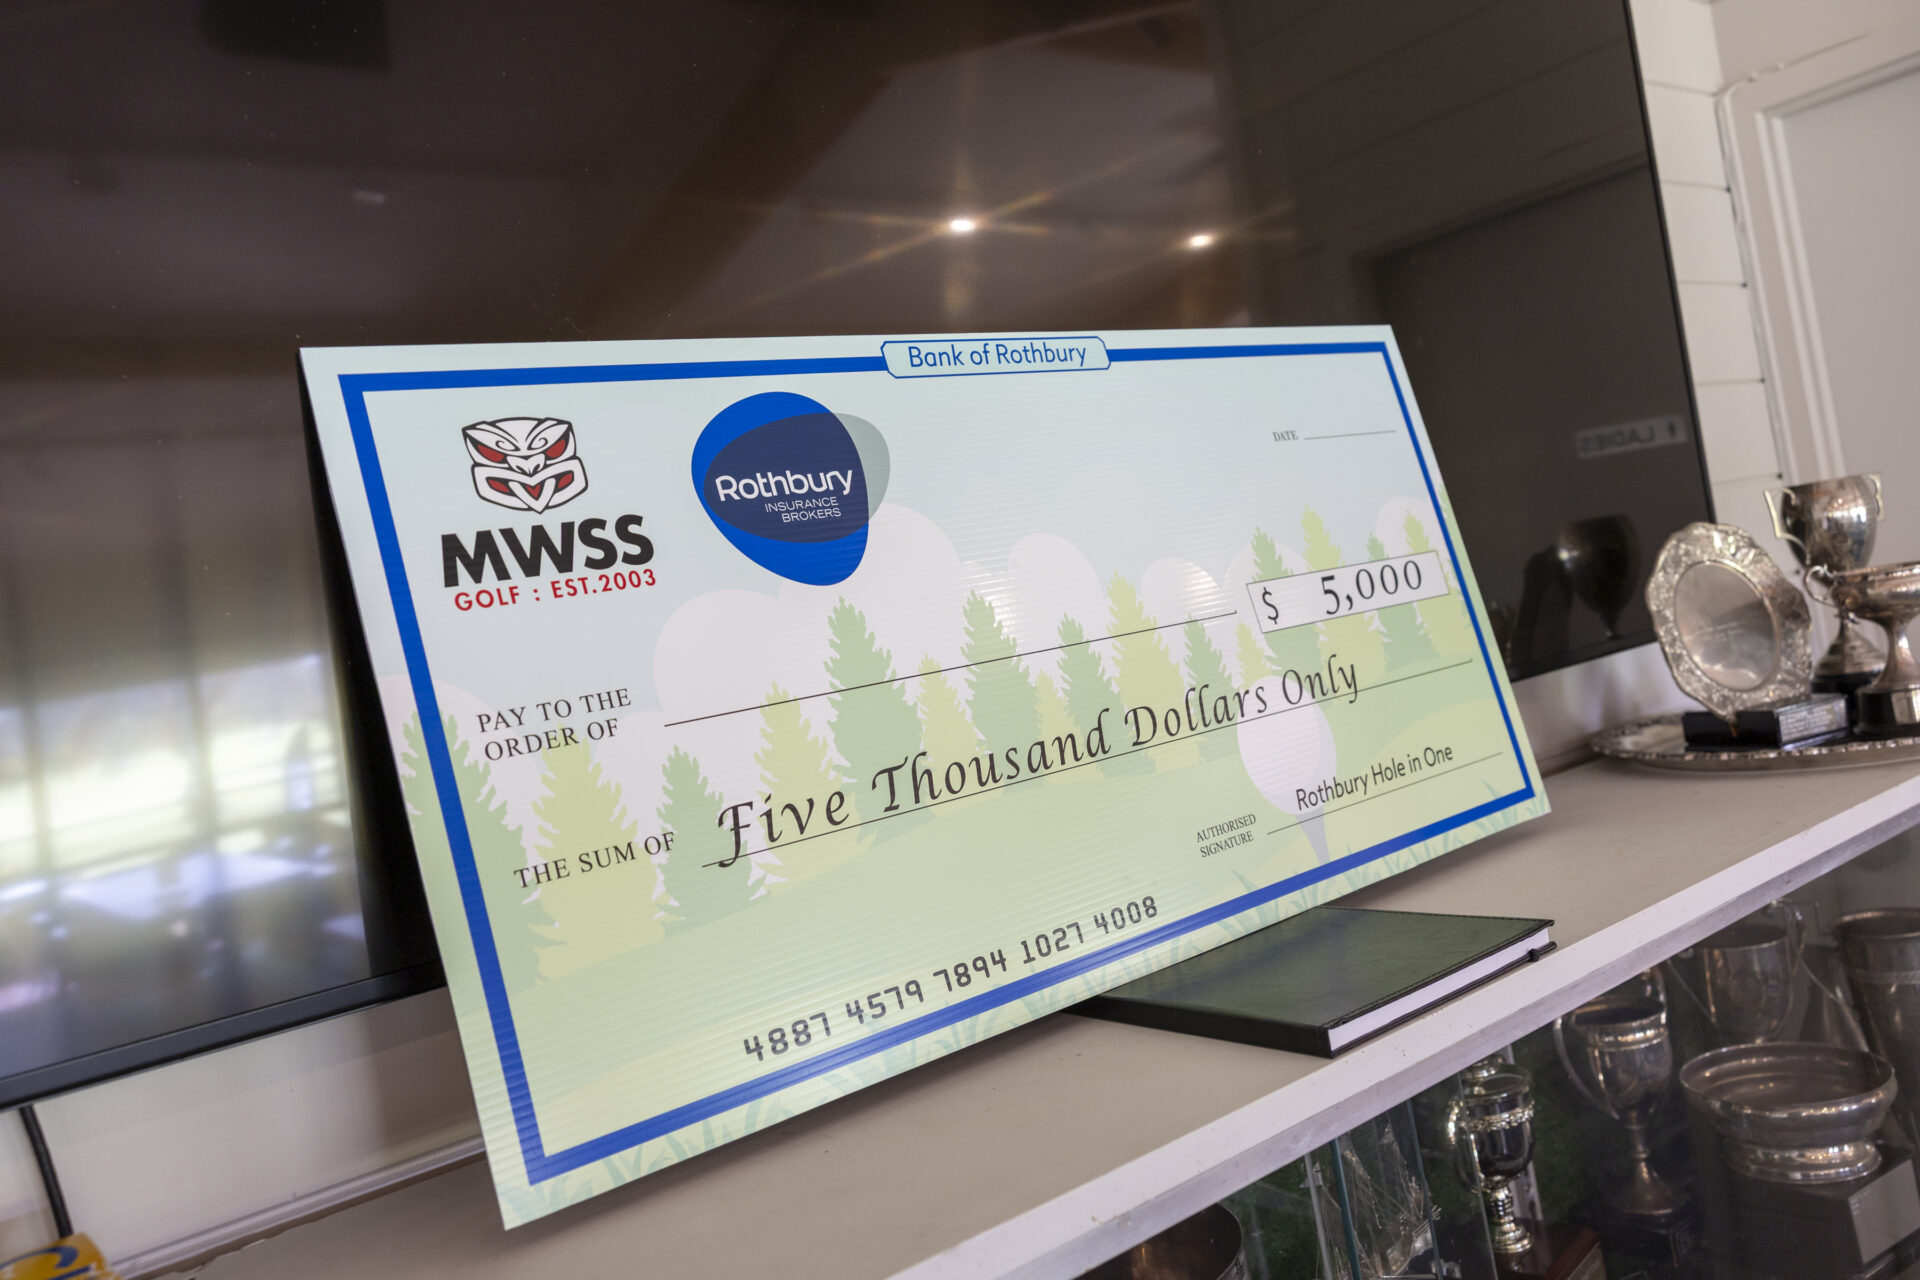 Bank of Rothbury
MWSS
GOLF : EST.2003
Rothbury
INSURANCE
BROKERS
DATE
$ 5,000
PAY TO THE
ORDER OF
THE SUM OF Five Thousand Dollars Only
AUTHORISED
SIGNATURE
Rothbury Hole in One
4887 4579 7894 1027 4008
LADIES